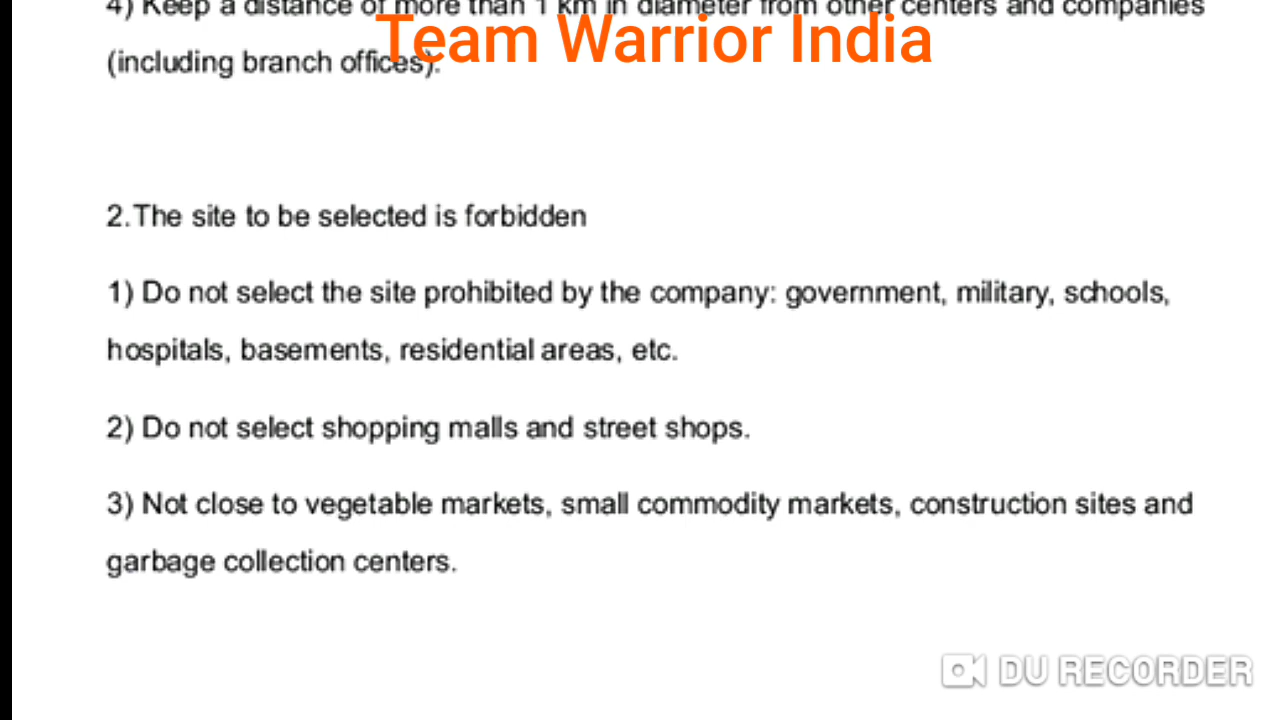 4) Keep a distance of more than 1 km in diameter from other centers and companies
Team Warrior India
(including branch offices).
2.The site to be selected is forbidden
1) Do not select the site prohibited by the company: government, military, schools,
hospitals, basements, residential areas, etc.
2) Do not select shopping malls and street shops.
3) Not close to vegetable markets, small commodity markets, construction sites and
garbage collection centers.
DU RECORDER